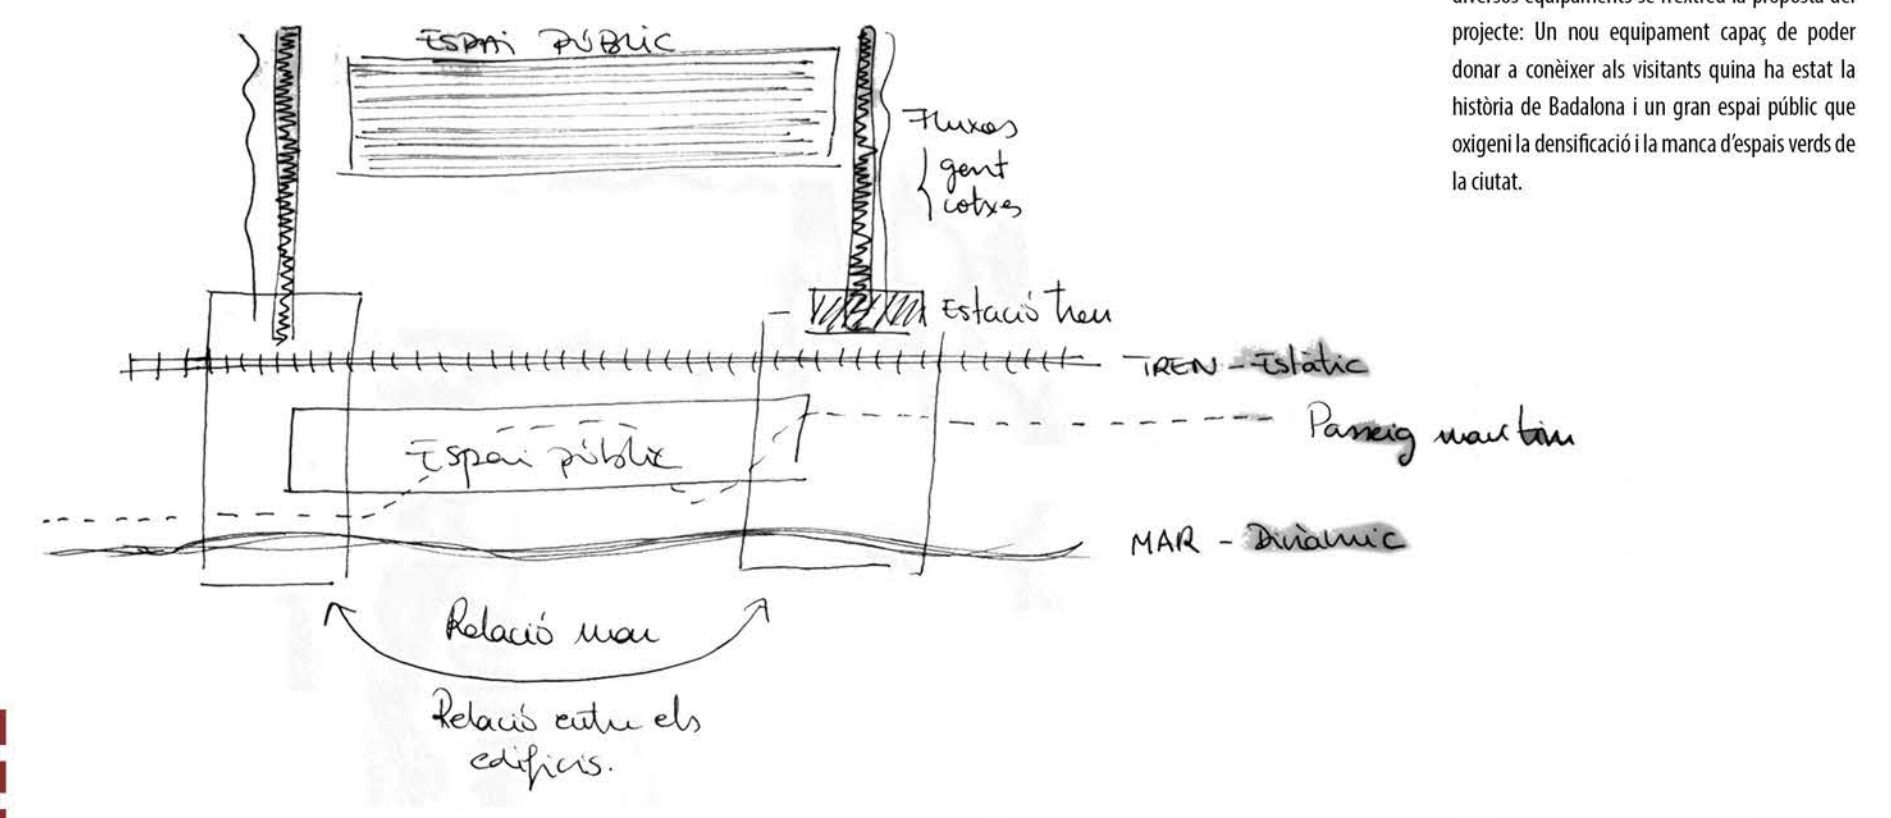 diversos equipaments se n'extreu la proposta del
projecte: Un nou equipament capaç de poder
donar a conèixer als visitants quina ha estat la
història de Badalona i un gran espai públic que
oxigeni la densificació i la manca d'espais verds de
la ciutat.
ESPAI PÚBLIC
Fluxos
gent
cotxes
Estació tren
TREN - Estàtic
Passeig marítim
Espai públic
MAR - Dinàmic
Relació mar
Relació entre els
edificis.